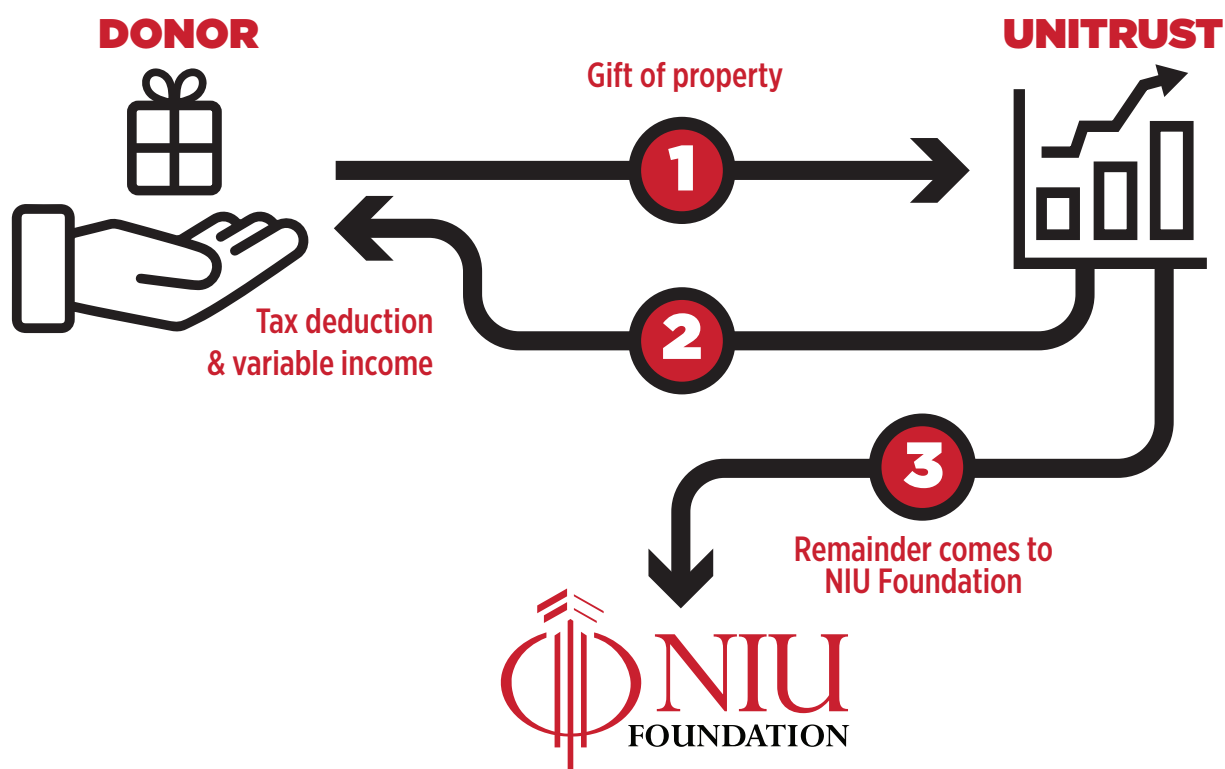 DONOR
UNITRUST
Gift of property
1
2
Tax deduction
& variable income
3
Remainder comes to
NIU Foundation
NIU
FOUNDATION